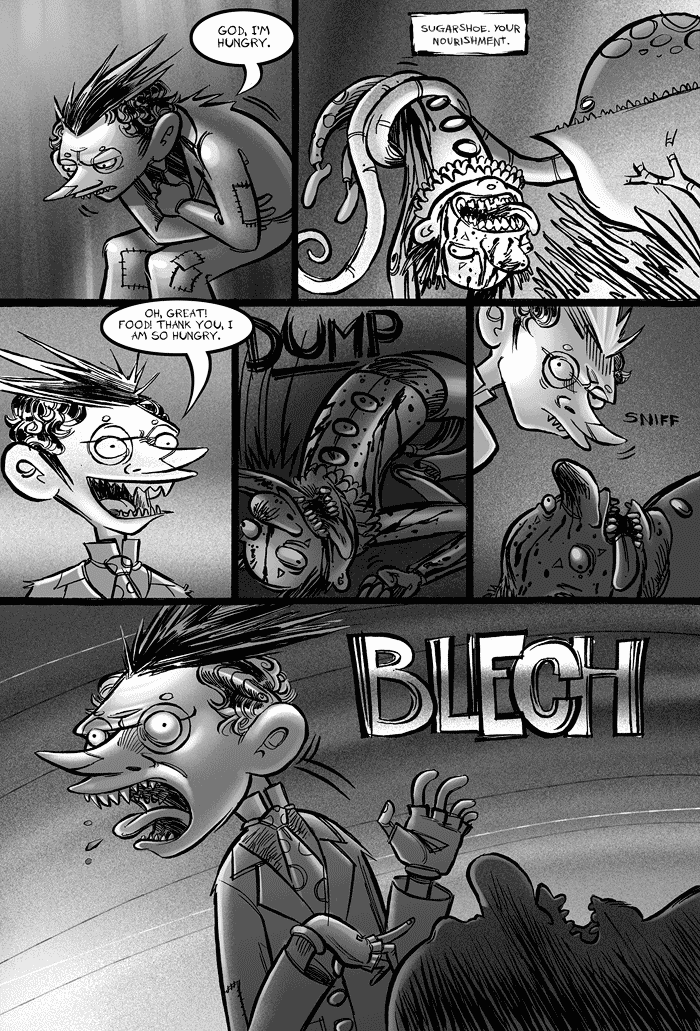 GOD, I'M
HUNGRY.
SUGARSHOE. YOUR
NOURISHMENT.
OH, GREAT!
FOOD! THANK YOU, I
AM SO HUNGRY.
DUMP
SNIFF
BLECH